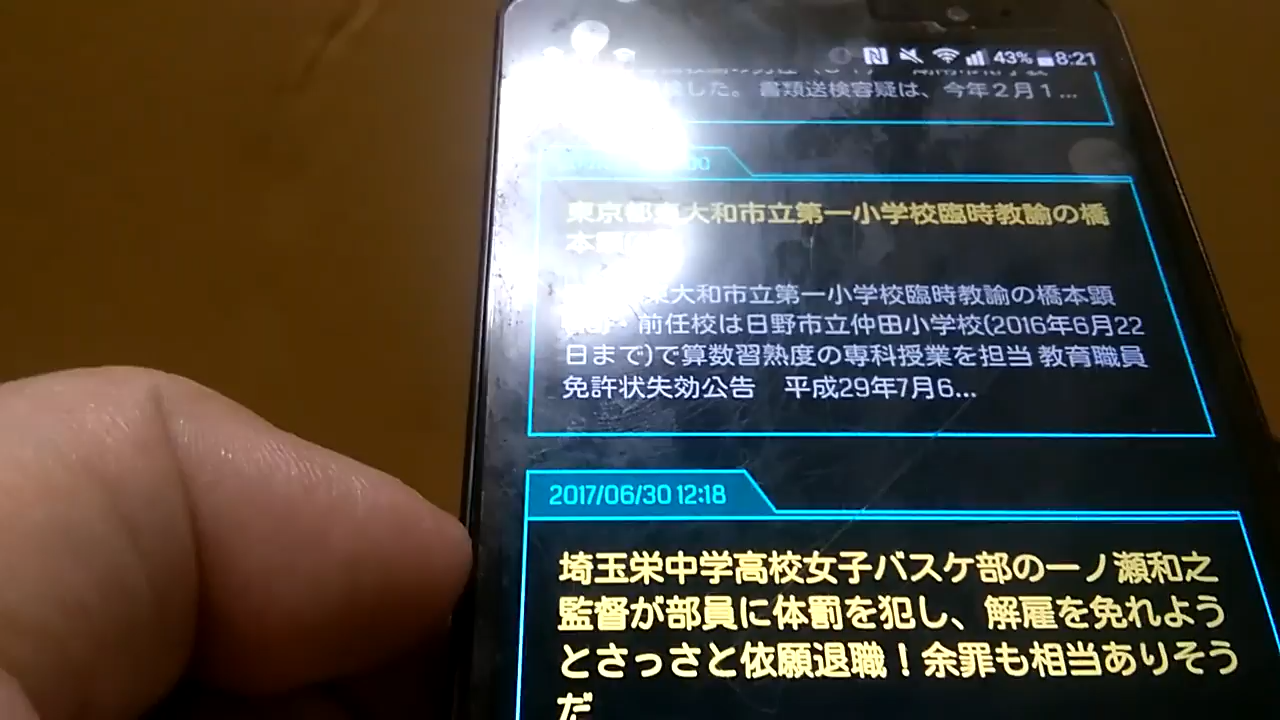 43% 8:21
した。 書類送検容疑は、今年２月１...
東京都東大和市立第一小学校臨時教諭の橋
本顕
東大和市立第一小学校臨時教諭の橋本顕
前任校は日野市立仲田小学校(2016年6月22
日まで)で算数習熟度の専科授業を担当 教育職員
免許状失効公告　平成29年7月6...
2017/06/30 12:18
埼玉栄中学高校女子バスケ部の一ノ瀬和之
監督が部員に体罰を犯し、解雇を免れよう
とさっさと依願退職！余罪も相当ありそう
だ